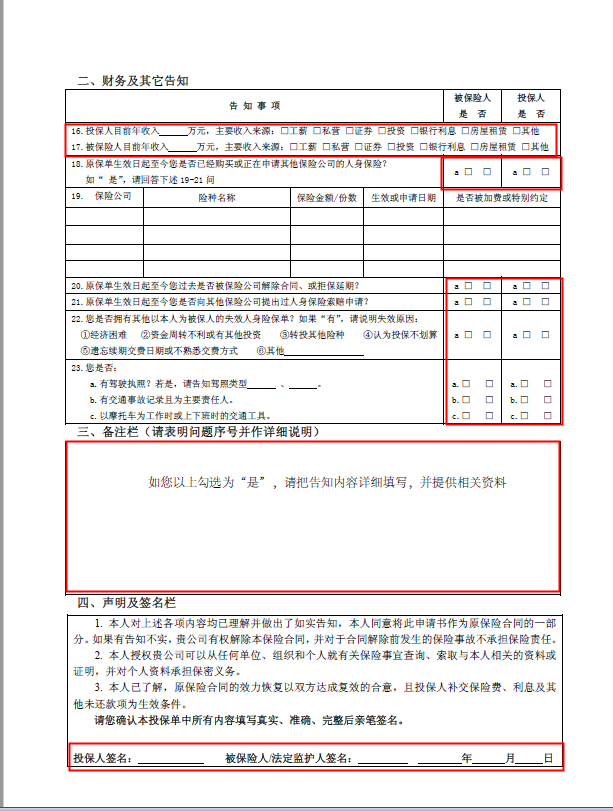 二、财务及其它告知
告 知 事 项 被保险人 投保人
是 否 是 否
16.投保人目前年收入______万元，主要收入来源：□工薪 □私营 □证券 □投资 □银行利息 □房屋租赁 □其他
17.被保险人目前年收入______万元，主要收入来源：□工薪 □私营 □证券 □投资 □银行利息 □房屋租赁 □其他
18.原保单生效日起至今您是否已经购买或正在申请其他保险公司的人身保险？
如“ 是”，请回答下述 19-21 问 a □ □ a □ □
19. 保险公司 险种名称 保险金额/份数 生效或申请日期 是否被加费或特别约定
20.原保单生效日起至今您过去是否被保险公司解除合同、或拒保延期？ a □ □ a □ □
21.原保单生效日起至今您是否向其他保险公司提出过人身保险索赔申请？ a □ □ a □ □
22.您是否拥有其他以本人为被保人的失效人身险保单？如果“有”，请说明失效原因：
①经济困难 ②资金周转不利或有其他投资 ③转投其他险种 ④认为投保不划算 a □ □ a □ □
⑤遗忘续期交费日期或不熟悉交费方式 ⑥其他________________
23.您是否：
a.有驾驶执照？若是，请告知驾照类型______ 、______。 a.□ □ a.□ □
b.有交通事故记录且为主要责任人。 b.□ □ b.□ □
c.以摩托车为工作时或上下班时的交通工具。 c.□ □ c.□ □
三、备注栏（请表明问题序号并作详细说明）
如您以上勾选为“是”，请把告知内容详细填写，并提供相关资料
四、声明及签名栏
1. 本人对上述各项内容均已理解并做出了如实告知，本人同意将此申请书作为原保险合同的一部
分。如果有告知不实，贵公司有权解除本保险合同，并对于合同解除前发生的保险事故不承担保险责任。
2. 本人授权贵公司可以从任何单位、组织和个人就有关保险事宜查询、索取与本人相关的资料或
证明，并对个人资料承担保密义务。
3. 本人已了解，原保险合同的效力恢复以双方达成复效的合意，且投保人补交保险费、利息及其
他未还款项为生效条件。
请您确认本投保单中所有内容填写真实、准确、完整后亲笔签名。
投保人签名：__________ 被保险人/法定监护人签名：________ ________年_____月_____日